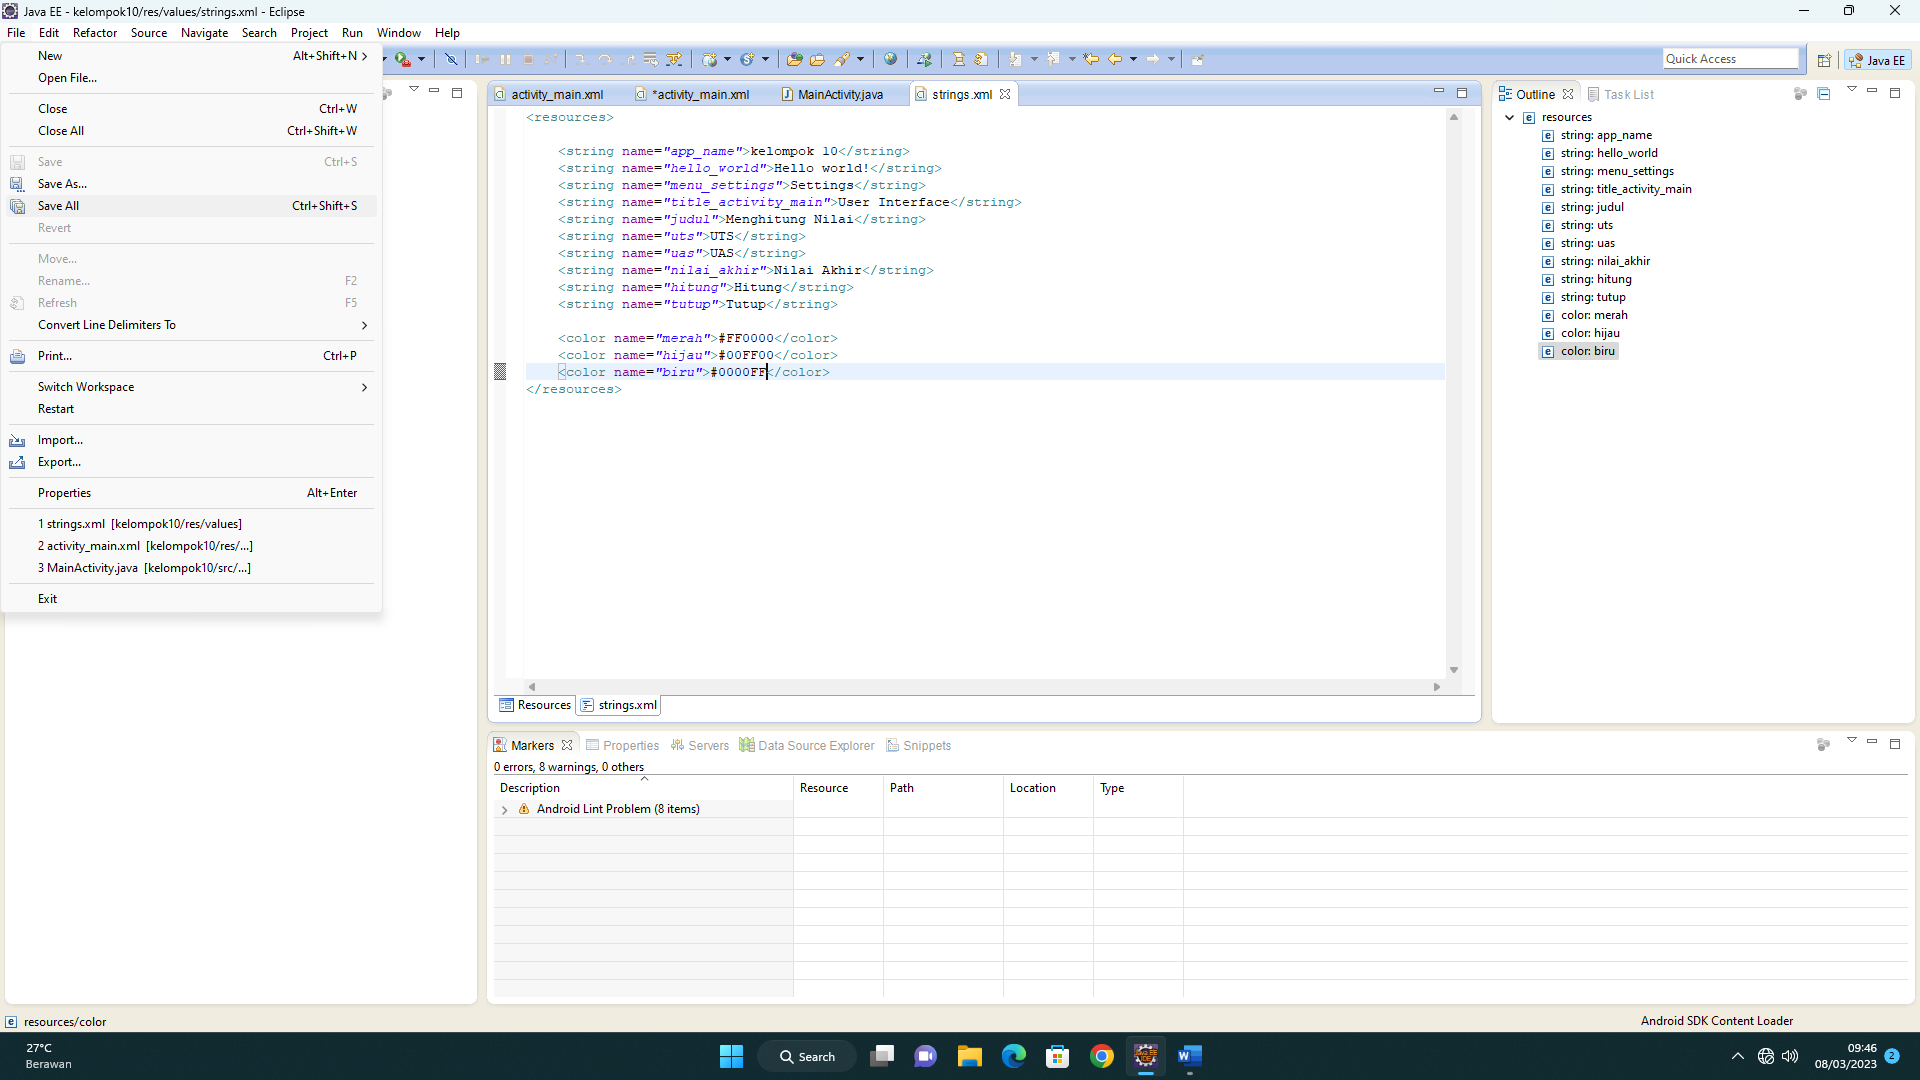 Java EE - kelompok10/res/values/strings.xml - Eclipse
File Edit Refactor Source Navigate Search Project Run Window Help
Quick Access
Java EE
New Alt+Shift+N
Open File...
Close Ctrl+W
Close All Ctrl+Shift+W
Save Ctrl+S
Save As...
Save All Ctrl+Shift+S
Revert
Move...
Rename... F2
Refresh F5
Convert Line Delimiters To
Print... Ctrl+P
Switch Workspace
Restart
Import...
Export...
Properties Alt+Enter
1 strings.xml [kelompok10/res/values]
2 activity_main.xml [kelompok10/res/...]
3 MainActivity.java [kelompok10/src/...]
Exit
activity_main.xml *activity_main.xml MainActivity.java strings.xml
<resources>
<string name="app_name">kelompok 10</string>
<string name="hello_world">Hello world!</string>
<string name="menu_settings">Settings</string>
<string name="title_activity_main">User Interface</string>
<string name="judul">Menghitung Nilai</string>
<string name="uts">UTS</string>
<string name="uas">UAS</string>
<string name="nilai_akhir">Nilai Akhir</string>
<string name="hitung">Hitung</string>
<string name="tutup">Tutup</string>
<color name="merah">#FF0000</color>
<color name="hijau">#00FF00</color>
<color name="biru">#0000FF</color>
</resources>
Resources strings.xml
Outline Task List
resources
string: app_name
string: hello_world
string: menu_settings
string: title_activity_main
string: judul
string: uts
string: uas
string: nilai_akhir
string: hitung
string: tutup
color: merah
color: hijau
color: biru
Markers Properties Servers Data Source Explorer Snippets
0 errors, 8 warnings, 0 others
Description Resource Path Location Type
Android Lint Problem (8 items)
resources/color
Android SDK Content Loader
27°C
Berawan
Search
09:46
08/03/2023
2